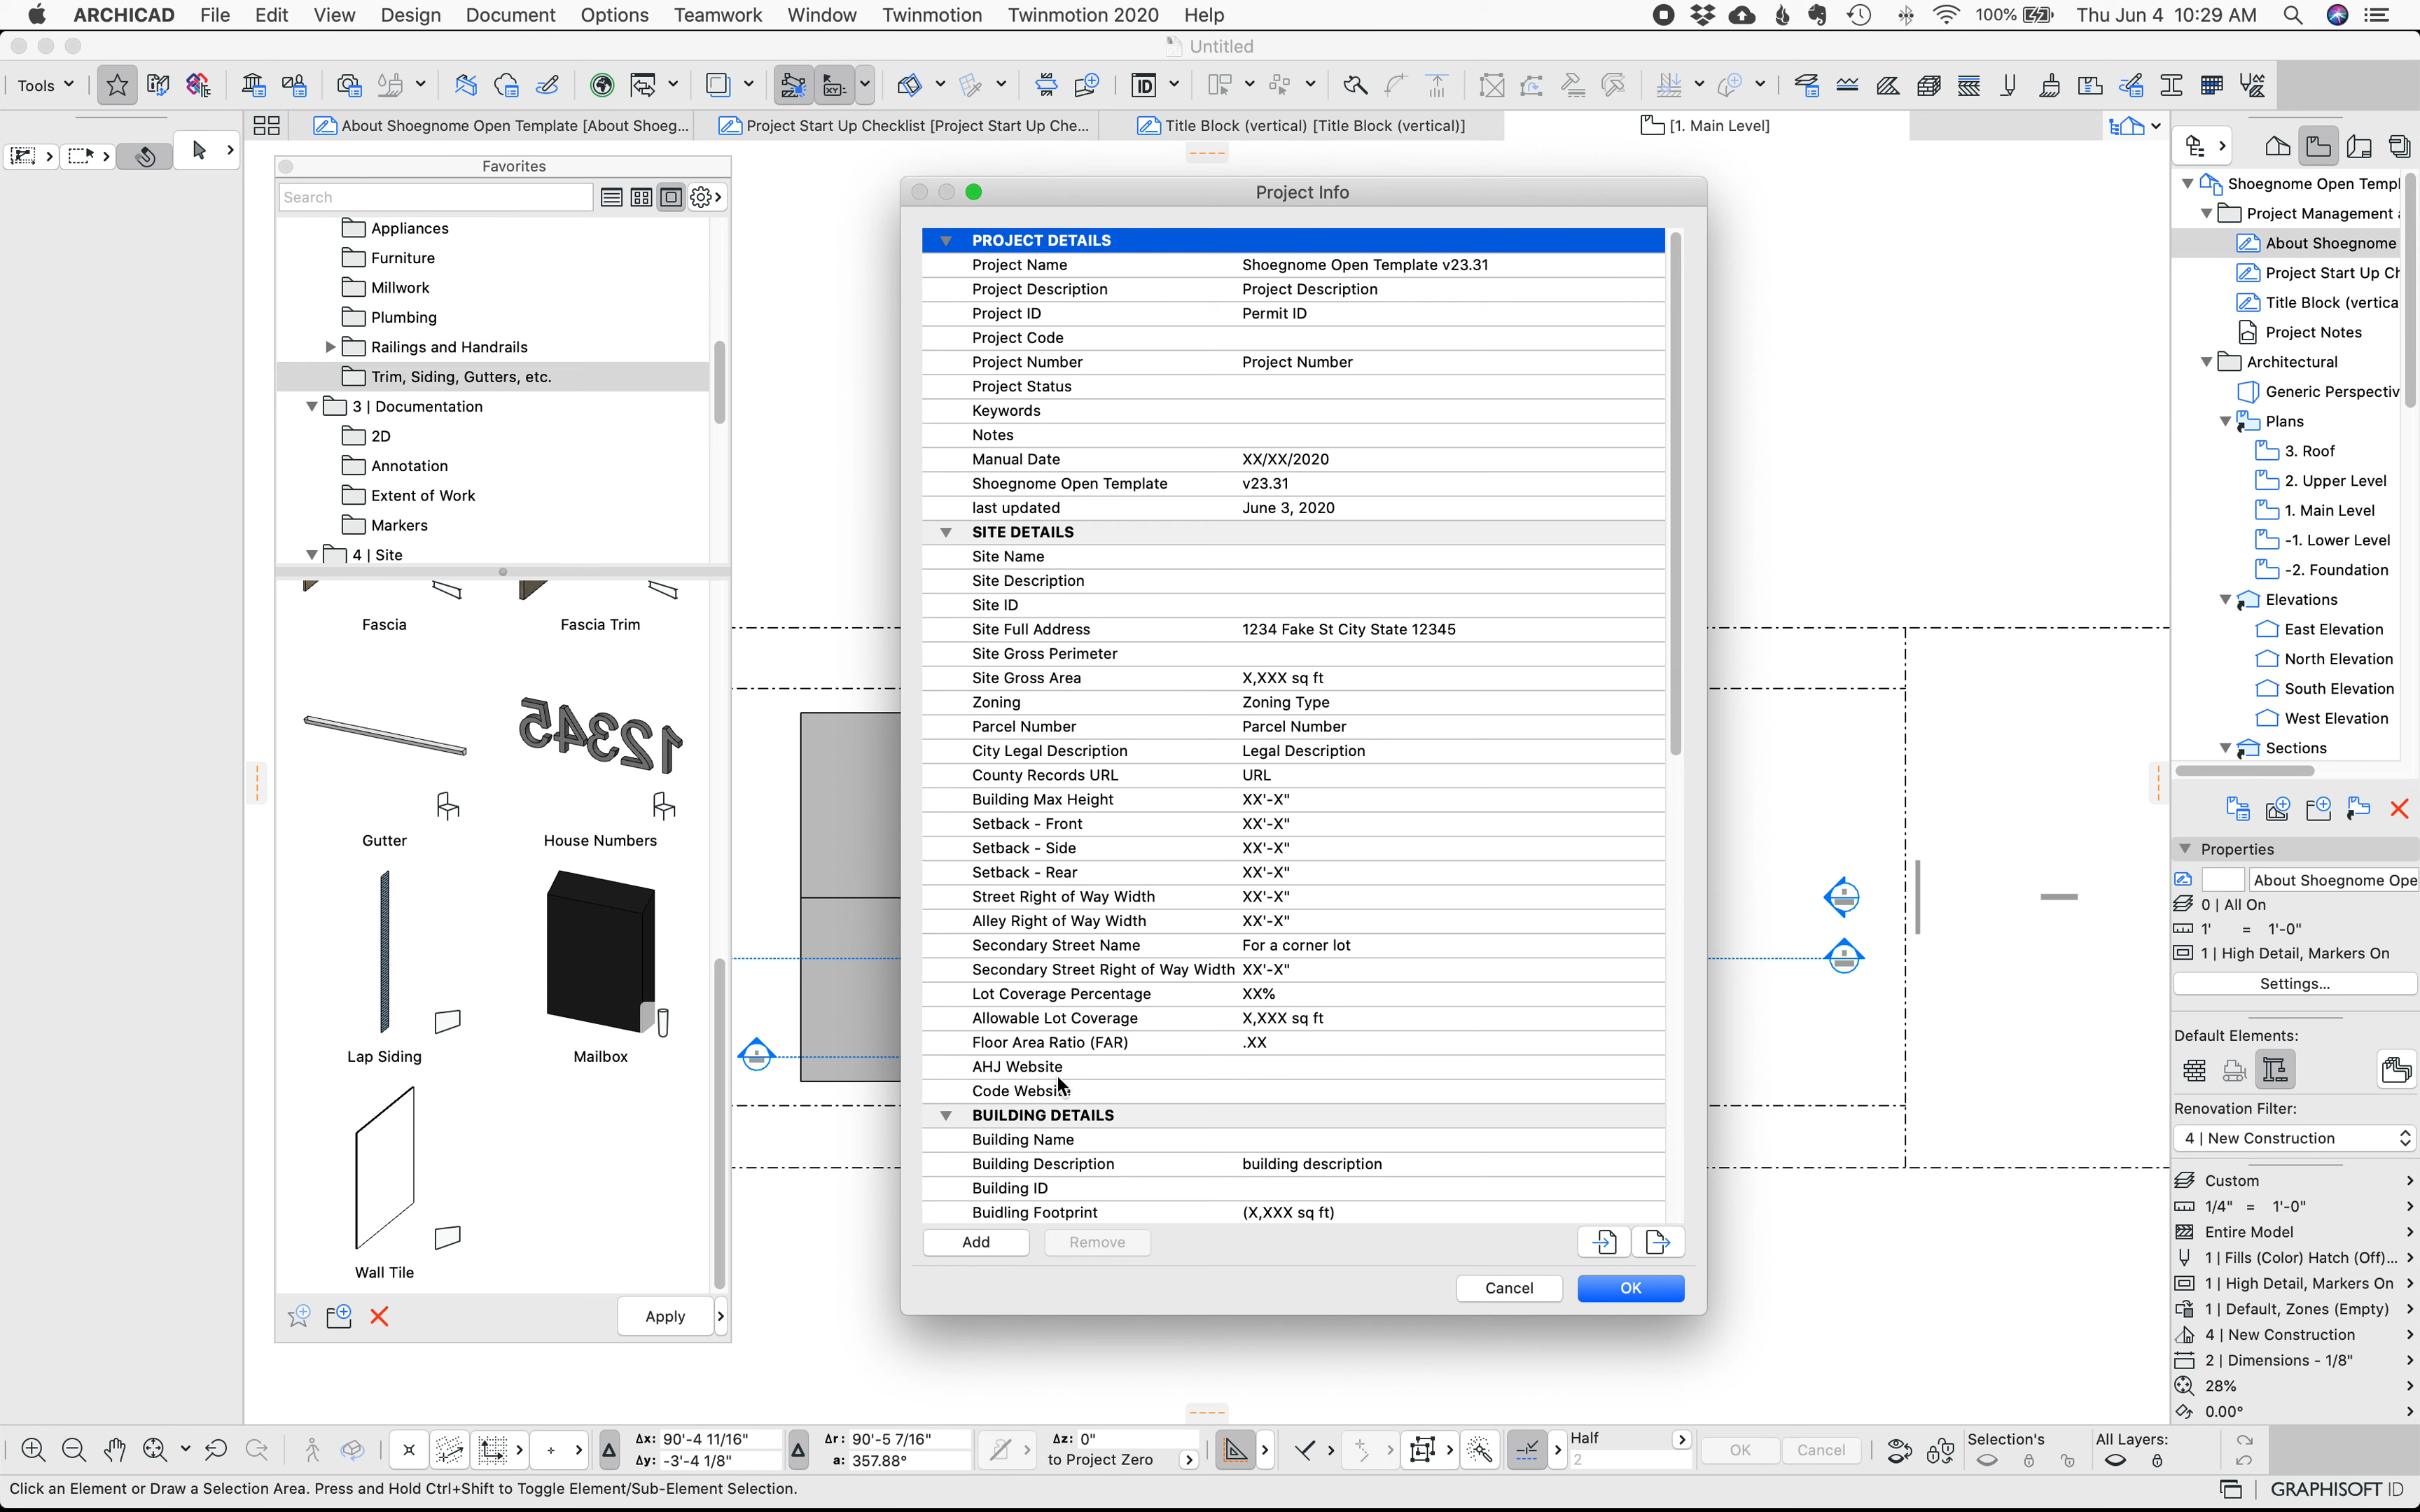 ARCHICAD File Edit View Design Document Options Teamwork Window Twinmotion Twinmotion 2020 Help 100% Thu Jun 4 10:29 AM
Untitled
Tools
About Shoegnome Open Template [About Shoeg... Project Start Up Checklist [Project Start Up Che... Title Block (vertical) [Title Block (vertical)] [1. Main Level]
Favorites
Search
Appliances
Furniture
Millwork
Plumbing
Railings and Handrails
Trim, Siding, Gutters, etc.
3 | Documentation
2D
Annotation
Extent of Work
Markers
4 | Site
Fascia Fascia Trim
12345
Gutter House Numbers
Lap Siding Mailbox
Wall Tile
Apply
Project Info
PROJECT DETAILS
Project Name Shoegnome Open Template v23.31
Project Description Project Description
Project ID Permit ID
Project Code
Project Number Project Number
Project Status
Keywords
Notes
Manual Date XX/XX/2020
Shoegnome Open Template v23.31
last updated June 3, 2020
SITE DETAILS
Site Name
Site Description
Site ID
Site Full Address 1234 Fake St City State 12345
Site Gross Perimeter
Site Gross Area X,XXX sq ft
Zoning Zoning Type
Parcel Number Parcel Number
City Legal Description Legal Description
County Records URL URL
Building Max Height XX'-X"
Setback - Front XX'-X"
Setback - Side XX'-X"
Setback - Rear XX'-X"
Street Right of Way Width XX'-X"
Alley Right of Way Width XX'-X"
Secondary Street Name For a corner lot
Secondary Street Right of Way Width XX'-X"
Lot Coverage Percentage XX%
Allowable Lot Coverage X,XXX sq ft
Floor Area Ratio (FAR) .XX
AHJ Website
Code Website
BUILDING DETAILS
Building Name
Building Description building description
Building ID
Buidling Footprint (X,XXX sq ft)
Add Remove
Cancel OK
Shoegnome Open Templ
Project Management
About Shoegnome
Project Start Up Ch
Title Block (vertica
Project Notes
Architectural
Generic Perspectiv
Plans
3. Roof
2. Upper Level
1. Main Level
-1. Lower Level
-2. Foundation
Elevations
East Elevation
North Elevation
South Elevation
West Elevation
Sections
Properties
About Shoegnome Ope
0 | All On
1' = 1'-0"
1 | High Detail, Markers On
Settings...
Default Elements:
Renovation Filter:
4 | New Construction
Custom
1/4" = 1'-0"
Entire Model
1 | Fills (Color) Hatch (Off)...
1 | High Detail, Markers On
1 | Default, Zones (Empty)
4 | New Construction
2 | Dimensions - 1/8"
28%
0.00°
Δx: 90'-4 11/16" Δr: 90'-5 7/16" Δz: 0" Half
Δy: -3'-4 1/8" a: 357.88° to Project Zero 2 OK Cancel Selection's All Layers:
Click an Element or Draw a Selection Area. Press and Hold Ctrl+Shift to Toggle Element/Sub-Element Selection. GRAPHISOFT ID